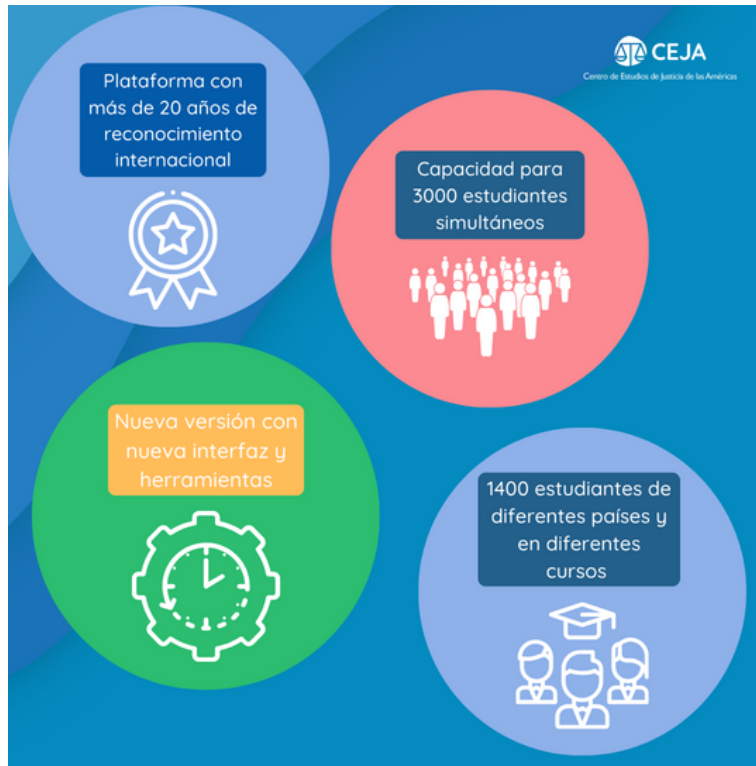 CEJA
Centro de Estudios de Justicia de las Américas
Plataforma con
más de 20 años de
reconocimiento
internacional
Capacidad para
3000 estudiantes
simultáneos
Nueva versión con
nueva interfaz y
herramientas
1400 estudiantes de
diferentes países y
en diferentes
cursos